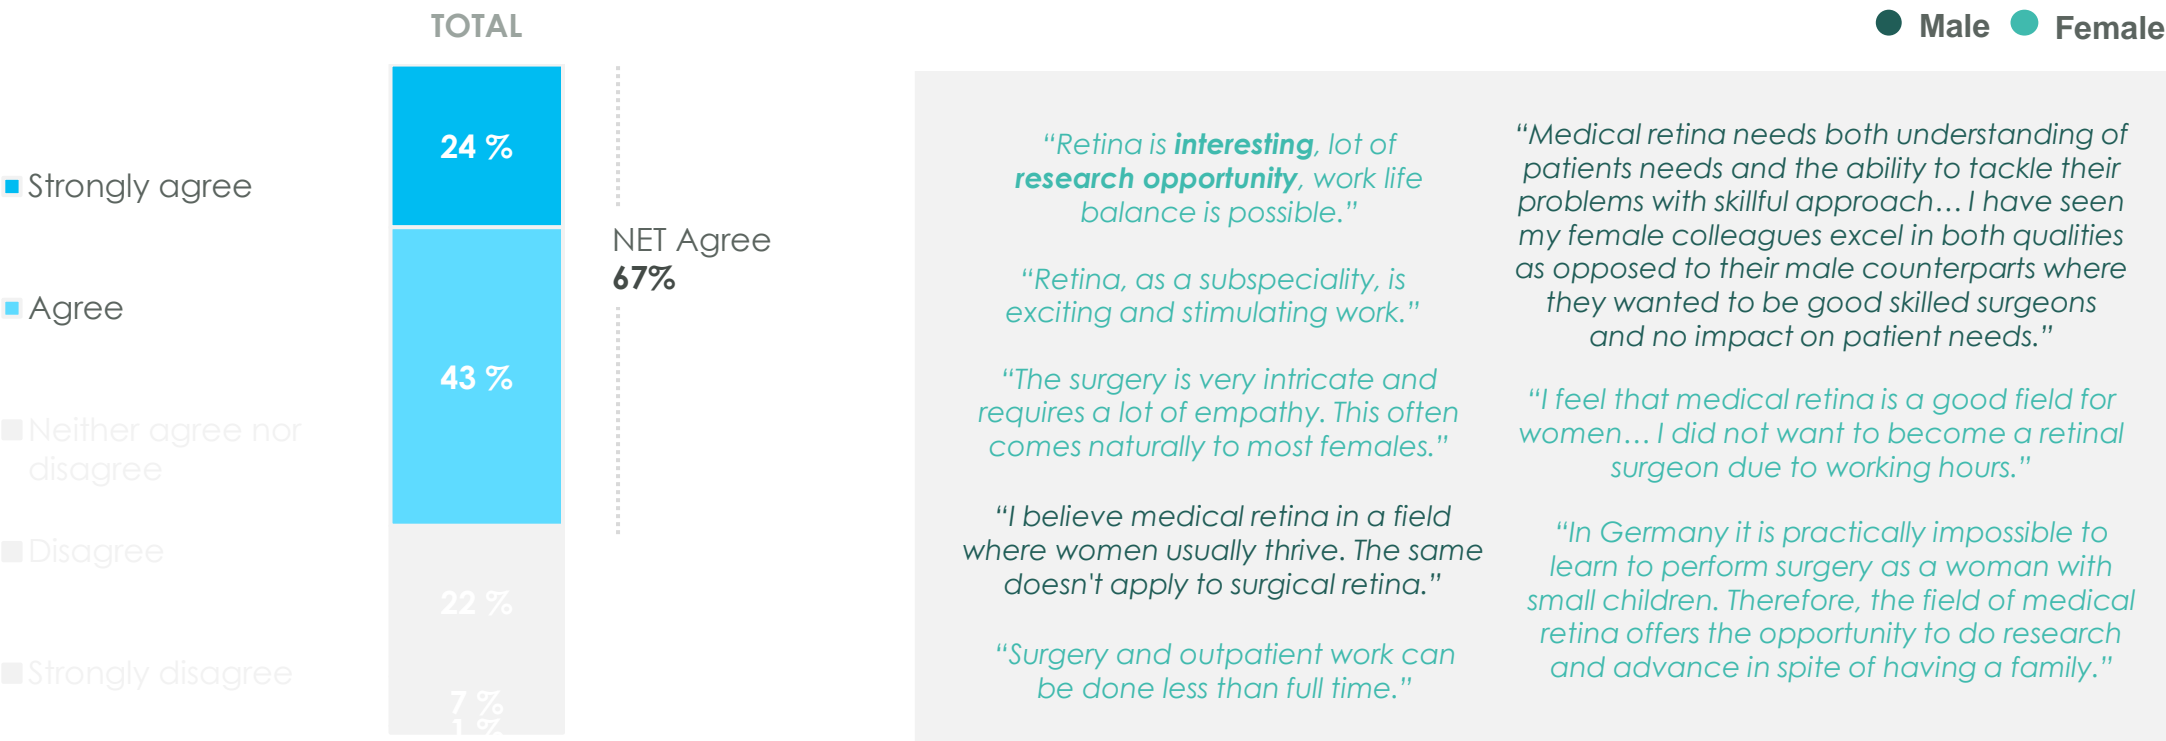 TOTAL
Male
Female
Strongly agree
Agree
Neither agree nor
disagree
Disagree
Strongly disagree
24 %
43 %
22 %
7 %
1 %
NET Agree
67%
“Retina is interesting, lot of
research opportunity, work life
balance is possible.”
“Retina, as a subspeciality, is
exciting and stimulating work.”
“The surgery is very intricate and
requires a lot of empathy. This often
comes naturally to most females.”
“I believe medical retina in a field
where women usually thrive. The same
doesn't apply to surgical retina.”
“Surgery and outpatient work can
be done less than full time.”
“Medical retina needs both understanding of
patients needs and the ability to tackle their
problems with skillful approach… I have seen
my female colleagues excel in both qualities
as opposed to their male counterparts where
they wanted to be good skilled surgeons
and no impact on patient needs.”
“I feel that medical retina is a good field for
women… I did not want to become a retinal
surgeon due to working hours.”
“In Germany it is practically impossible to
learn to perform surgery as a woman with
small children. Therefore, the field of medical
retina offers the opportunity to do research
and advance in spite of having a family.”